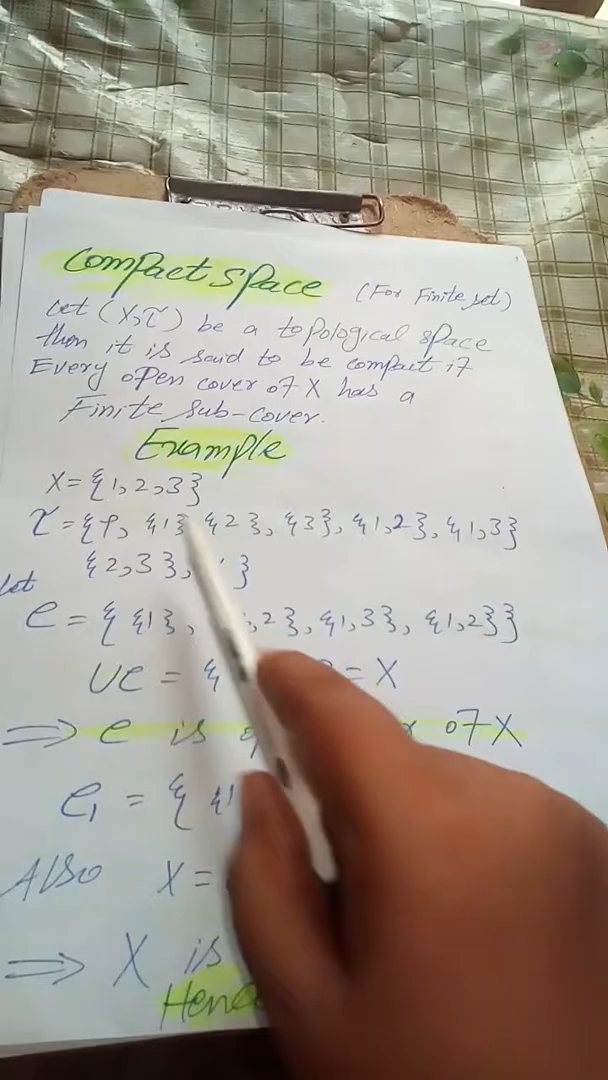 Compact Space (For Finite set)
Let (X,τ) be a topological space
then it is said to be compact if
Every open cover of X has a
Finite sub-cover.
Example
X = {1,2,3}
τ = {φ, {1}, {2}, {3}, {1,2}, {1,3}
{2,3}, }
let
C = { {1}, ,2}, {1,3}, {1,2}}
UC = { = X
⇒ C is of X
C₁ = { {1
Also X =
⇒ X is
Hence